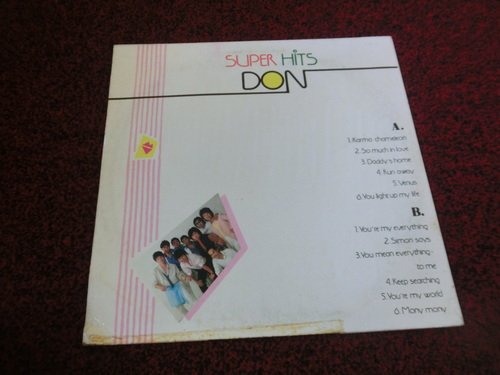 SUPER HITS
DON
A.
1. Karma chameleon
2. So much in love
3. Daddy's home
4. Run away
5. Venus
6. You light up my life
B.
1. You're my everything
2. Simon says
3. You mean everything
to me
4. Keep searching
5. You're my world
6. Mony mony